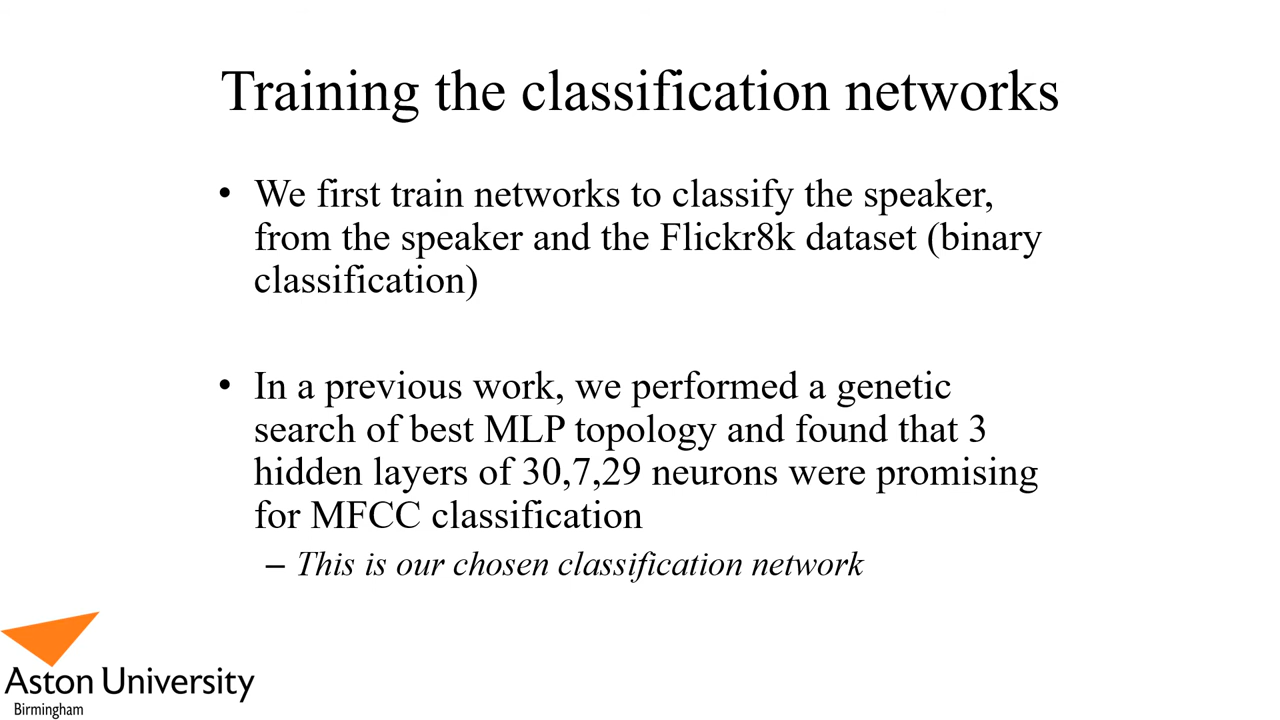 Training the classification networks
• We first train networks to classify the speaker,
from the speaker and the Flickr8k dataset (binary
classification)
• In a previous work, we performed a genetic
search of best MLP topology and found that 3
hidden layers of 30,7,29 neurons were promising
for MFCC classification
– This is our chosen classification network
Aston University
Birmingham